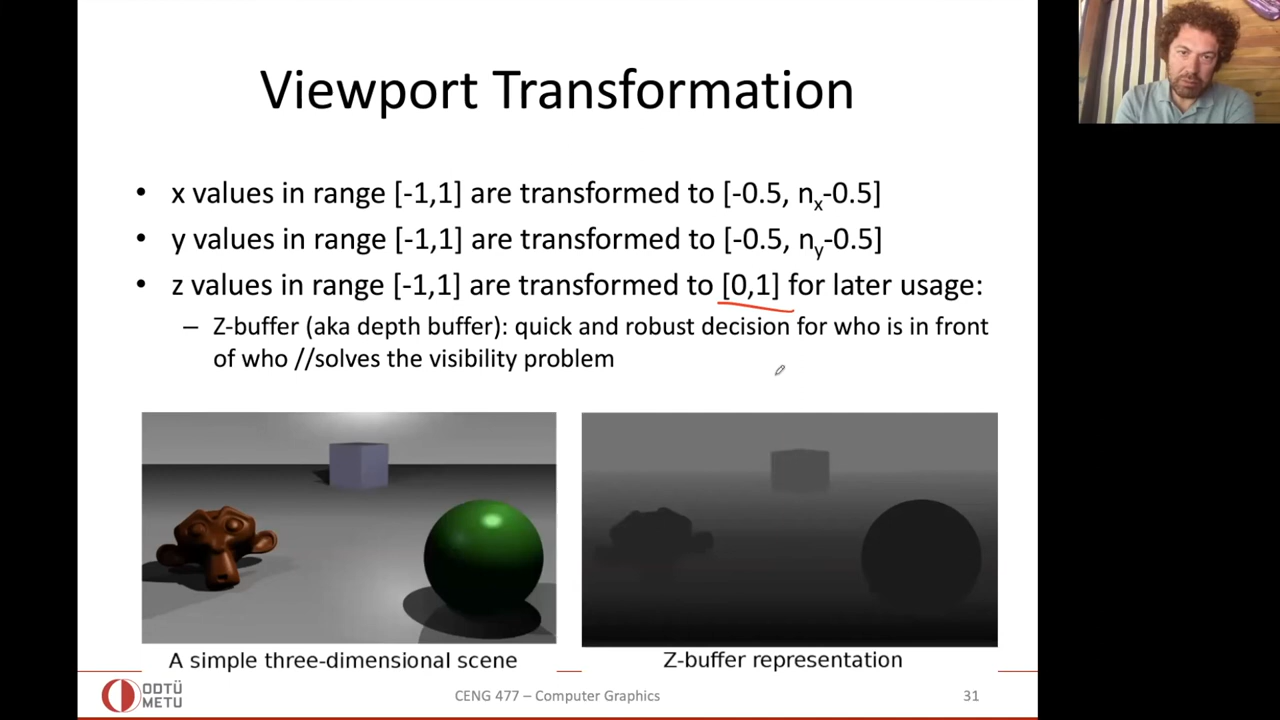 Viewport Transformation
• x values in range [-1,1] are transformed to [-0.5, nx-0.5]
• y values in range [-1,1] are transformed to [-0.5, ny-0.5]
• z values in range [-1,1] are transformed to [0,1] for later usage:
– Z-buffer (aka depth buffer): quick and robust decision for who is in front
of who //solves the visibility problem
A simple three-dimensional scene
Z-buffer representation
ODTÜ
METU
CENG 477 – Computer Graphics
31